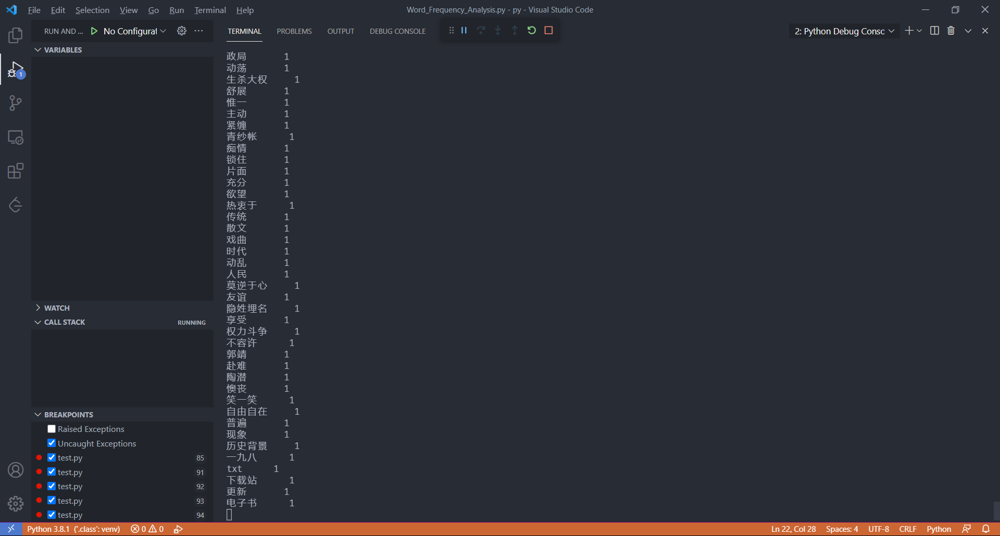 File Edit Selection View Go Run Terminal Help
Word_Frequency_Analysis.py - py - Visual Studio Code
RUN AND ... No Configurat
TERMINAL PROBLEMS OUTPUT DEBUG CONSOLE
2: Python Debug Consc
VARIABLES
1
WATCH
CALL STACK RUNNING
BREAKPOINTS
Raised Exceptions
Uncaught Exceptions
test.py 85
test.py 91
test.py 92
test.py 93
test.py 94
政局 1
动荡 1
生杀大权 1
舒展 1
惟一 1
主动 1
紧缠 1
青纱帐 1
痴情 1
锁住 1
片面 1
充分 1
欲望 1
热衷于 1
传统 1
散文 1
戏曲 1
时代 1
动乱 1
人民 1
莫逆于心 1
友谊 1
隐姓埋名 1
享受 1
权力斗争 1
不容许 1
郭靖 1
赴难 1
陶潜 1
懊丧 1
笑一笑 1
自由自在 1
普遍 1
现象 1
历史背景 1
一九八 1
txt 1
下载站 1
更新 1
电子书 1
Python 3.8.1 ('.class': venv) 0 0
Ln 22, Col 28 Spaces: 4 UTF-8 CRLF Python